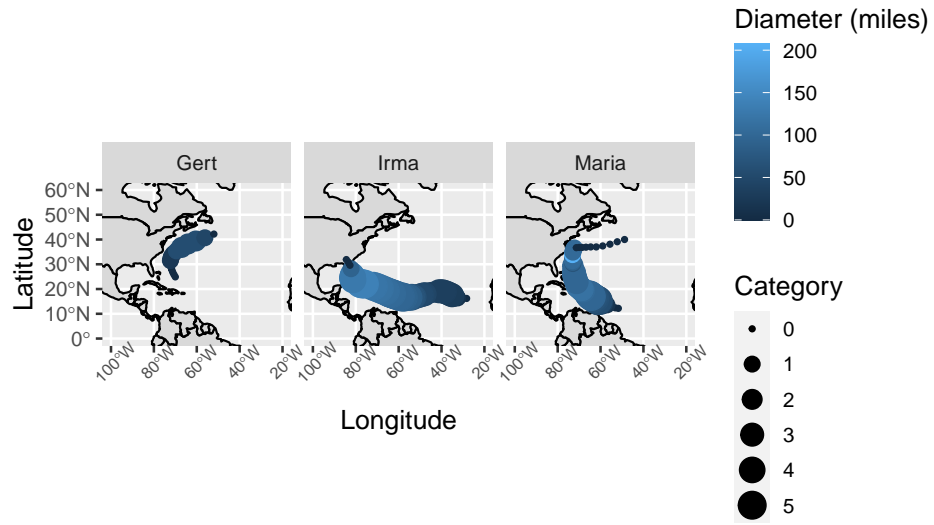 Gert
Irma
Maria
60°N
50°N
40°N
30°N
20°N
10°N
0°
100°W
80°W
60°W
40°W
20°W
100°W
80°W
60°W
40°W
20°W
100°W
80°W
60°W
40°W
20°W
Latitude
Longitude
Diameter (miles)
200
150
100
50
0
Category
0
1
2
3
4
5